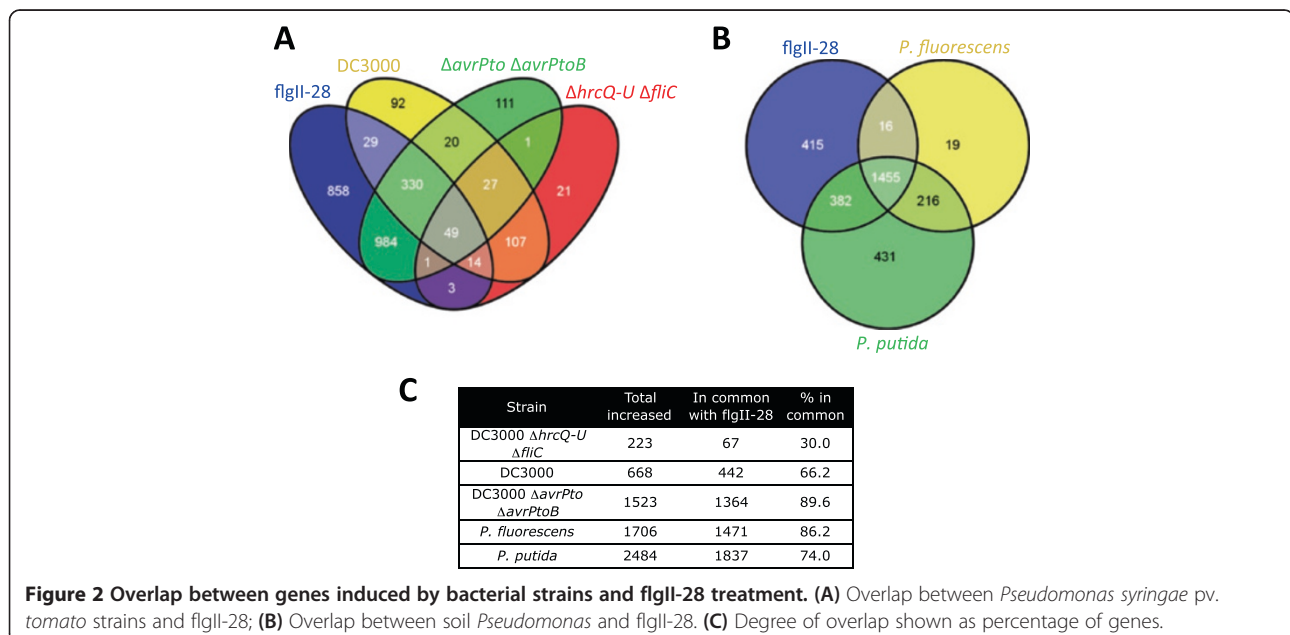 A
B
DC3000
ΔavrPto ΔavrPtoB
flgII-28
ΔhrcQ-U ΔfliC
92
111
29
20
1
858
330
27
21
984
49
107
1
14
3
flgII-28
P. fluorescens
16
415
19
1455
382
216
431
P. putida
C
Strain Total increased In common with flgII-28 % in common
DC3000 ΔhrcQ-U ΔfliC 223 67 30.0
DC3000 668 442 66.2
DC3000 ΔavrPto ΔavrPtoB 1523 1364 89.6
P. fluorescens 1706 1471 86.2
P. putida 2484 1837 74.0
Figure 2 Overlap between genes induced by bacterial strains and flgII-28 treatment. (A) Overlap between Pseudomonas syringae pv.
tomato strains and flgII-28; (B) Overlap between soil Pseudomonas and flgII-28. (C) Degree of overlap shown as percentage of genes.